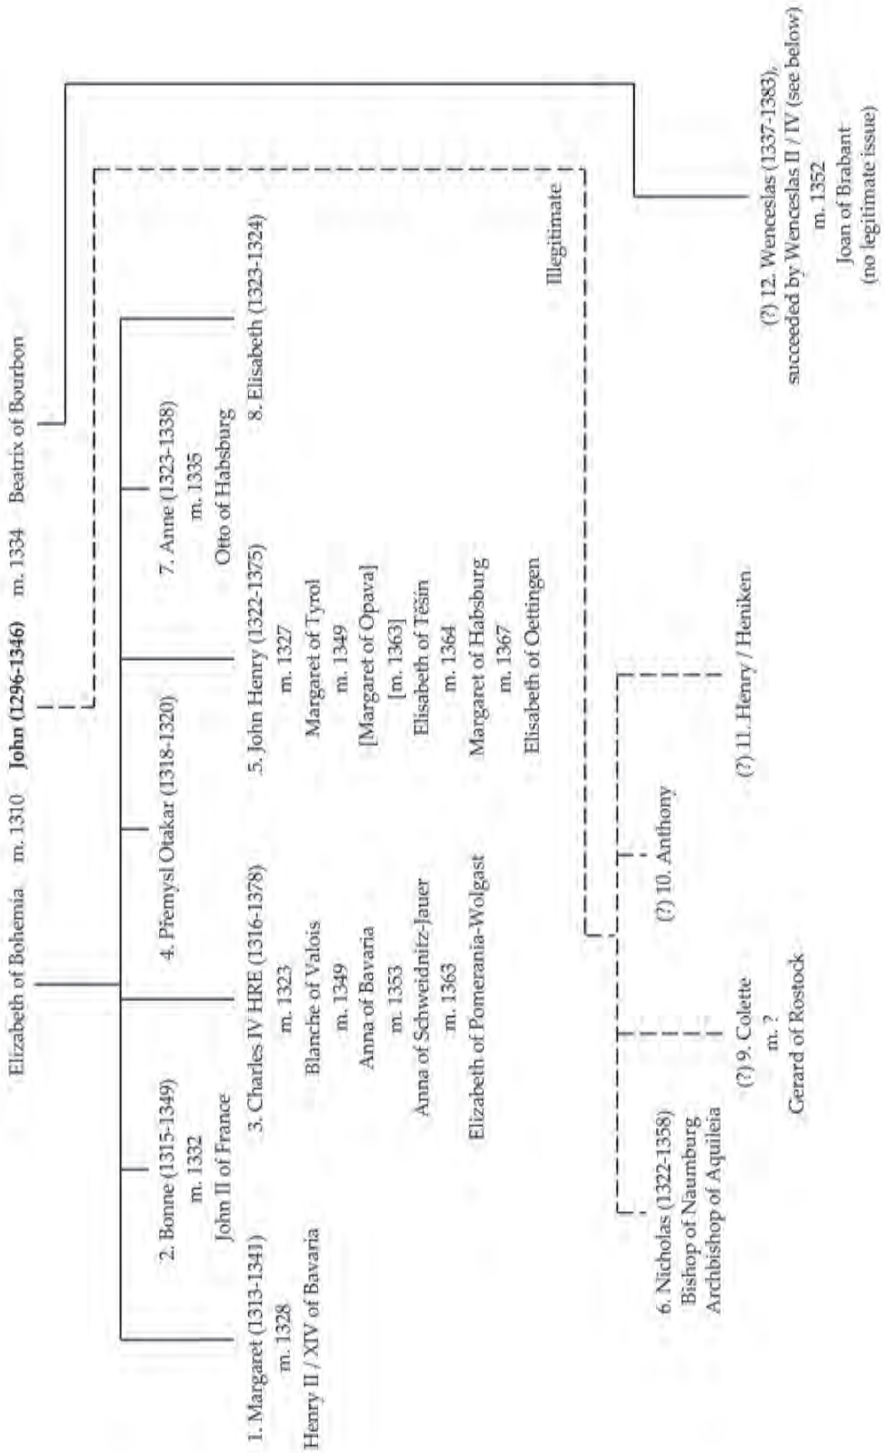 Elizabeth of Bohemia m. 1310 John (1296-1346) m. 1334 Beatrix of Bourbon
1. Margaret (1313-1341)
m. 1328
Henry II / XIV of Bavaria
2. Bonne (1315-1349)
m. 1332
John II of France
3. Charles IV HRE (1316-1378)
m. 1323
Blanche of Valois
m. 1349
Anna of Bavaria
m. 1353
Anna of Schweidnitz-Jauer
m. 1363
Elizabeth of Pomerania-Wolgast
4. Přemysl Otakar (1318-1320)
5. John Henry (1322-1375)
m. 1327
Margaret of Tyrol
m. 1349
[Margaret of Opava]
[m. 1363]
Elisabeth of Těšín
m. 1364
Margaret of Habsburg
m. 1367
Elisabeth of Oettingen
7. Anne (1323-1338)
m. 1335
Otto of Habsburg
8. Elisabeth (1323-1324)
Illegitimate
6. Nicholas (1322-1358)
Bishop of Naumburg
Archbishop of Aquileia
(?) 9. Colette
m. ?
Gerard of Rostock
(?) 10. Anthony
(?) 11. Henry / Heniken
(?) 12. Wenceslas (1337-1383),
succeeded by Wenceslas II / IV (see below)
m. 1352
Joan of Brabant
(no legitimate issue)